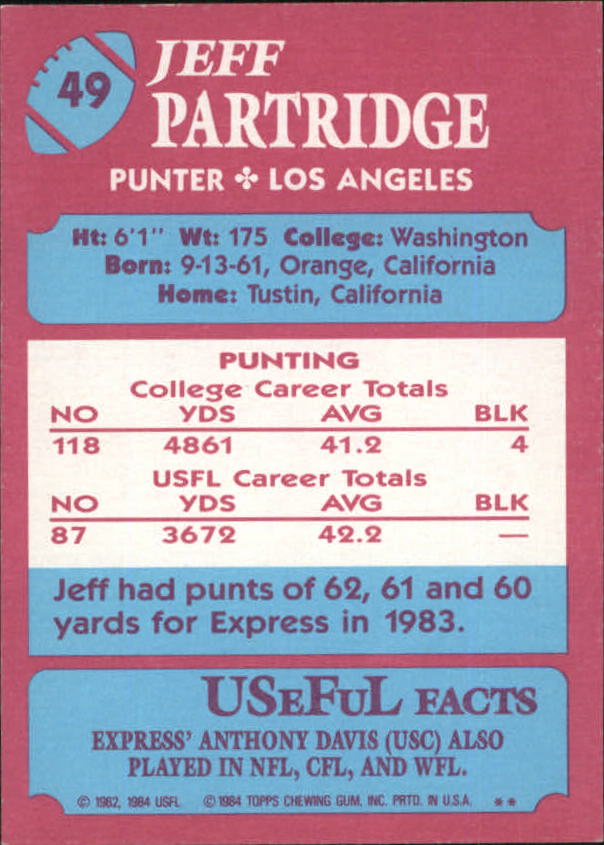 49
JEFF
PARTRIDGE
PUNTER ✤ LOS ANGELES
Ht: 6'1" Wt: 175 College: Washington
Born: 9-13-61, Orange, California
Home: Tustin, California
PUNTING
College Career Totals
NO YDS AVG BLK
118 4861 41.2 4
USFL Career Totals
NO YDS AVG BLK
87 3672 42.2 —
Jeff had punts of 62, 61 and 60
yards for Express in 1983.
USeFuL FACTS
EXPRESS' ANTHONY DAVIS (USC) ALSO
PLAYED IN NFL, CFL, AND WFL.
© 1982, 1984 USFL © 1984 TOPPS CHEWING GUM, INC. PRTD. IN U.S.A. **